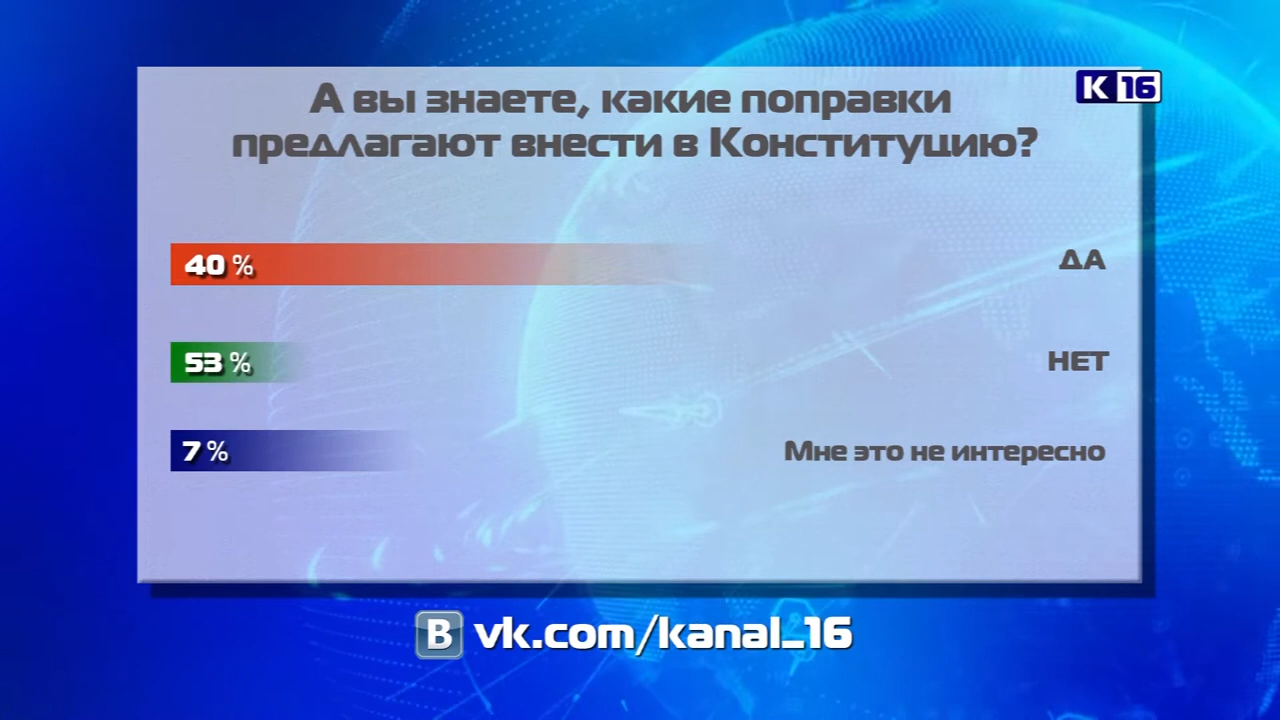 К 16
А вы знаете, какие поправки
предлагают внести в Конституцию?
40 % ДА
53 % НЕТ
7 % Мне это не интересно
В vk.com/kanal_16